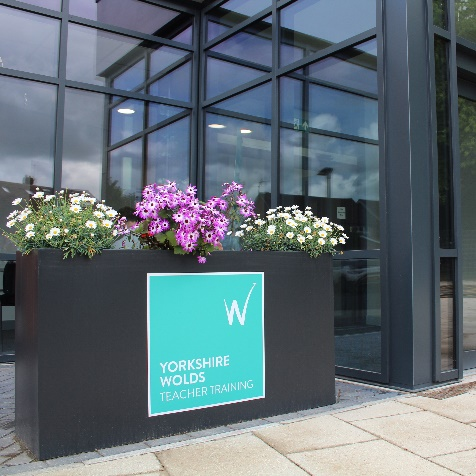 W
YORKSHIRE
WOLDS
TEACHER TRAINING